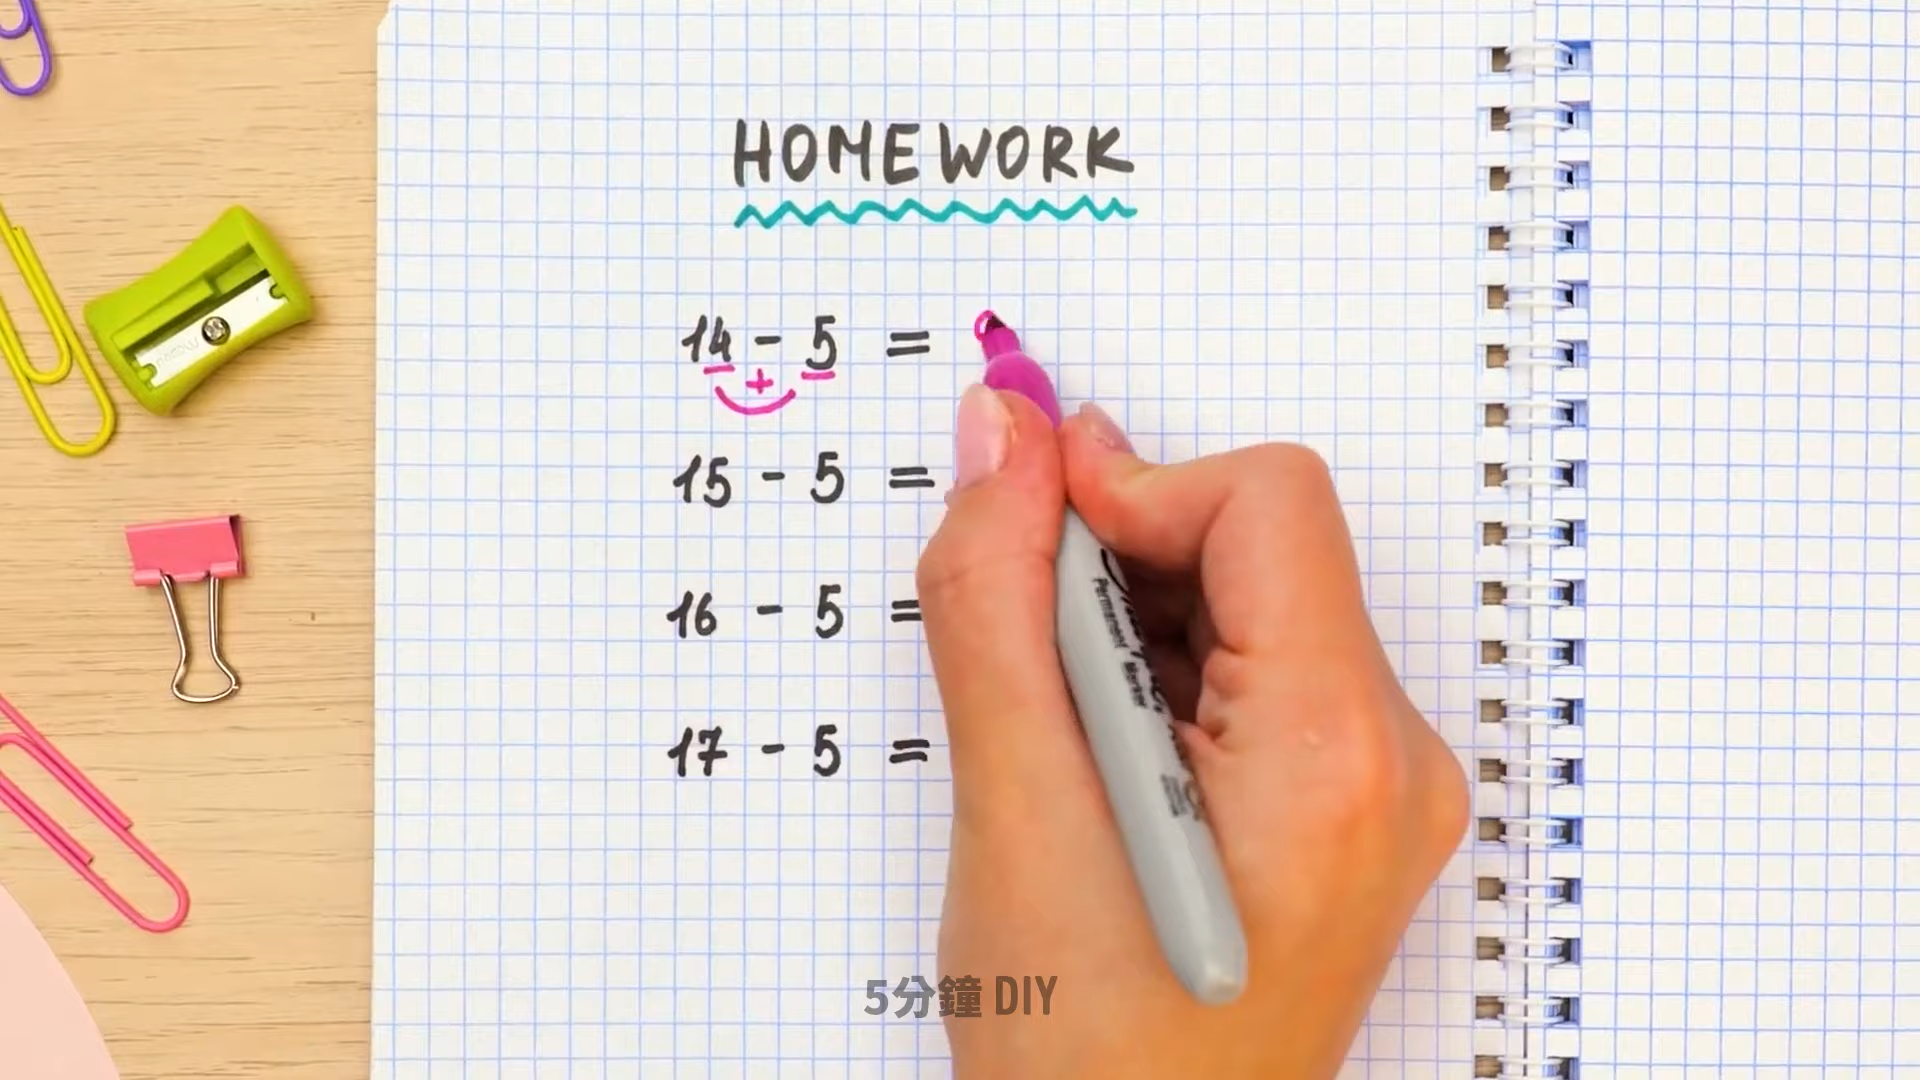 HOMEWORK
14 - 5 =
+
15 - 5 =
16 - 5 =
17 - 5 =
Permanent Marker
5分鐘 DIY